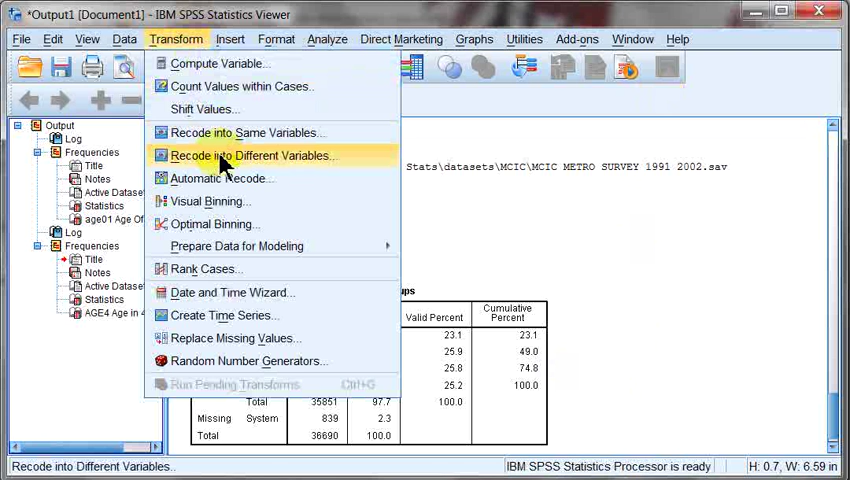 *Output1 [Document1] - IBM SPSS Statistics Viewer
File Edit View Data Transform Insert Format Analyze Direct Marketing Graphs Utilities Add-ons Window Help
Compute Variable...
Count Values within Cases..
Shift Values...
Recode into Same Variables...
Recode into Different Variables...
Automatic Recode...
Visual Binning...
Optimal Binning...
Prepare Data for Modeling
Rank Cases...
Date and Time Wizard...
Create Time Series...
Replace Missing Values...
Random Number Generators...
Run Pending Transforms Ctrl+G
Output
Log
Frequencies
Title
Notes
Active Dataset
Statistics
age01 Age Of
Log
Frequencies
Title
Notes
Active Dataset
Statistics
AGE4 Age in 4
Stats\datasets\MCIC\MCIC METRO SURVEY 1991 2002.sav
ups
Valid Percent Cumulative Percent
23.1 23.1
25.9 49.0
25.8 74.8
25.2 100.0
Total 35851 97.7 100.0
Missing System 839 2.3
Total 36690 100.0
Recode into Different Variables.. IBM SPSS Statistics Processor is ready H: 0.7, W: 6.59 in